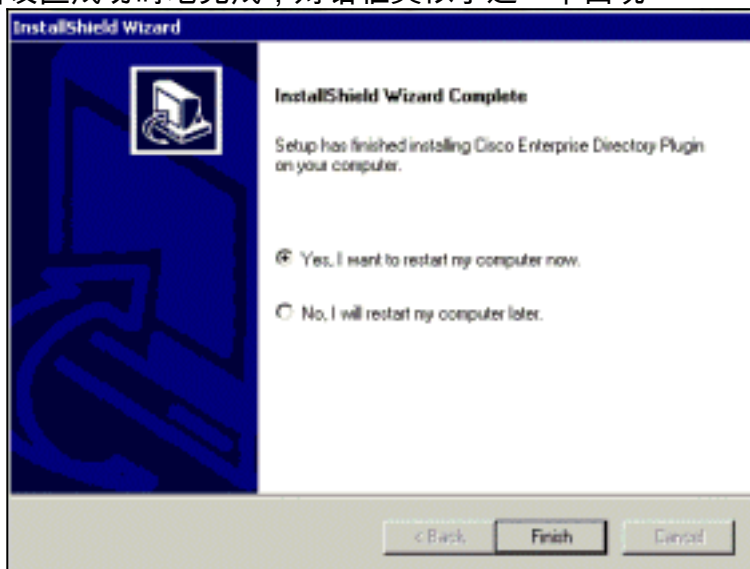 InstallShield Wizard
InstallShield Wizard Complete
Setup has finished installing Cisco Enterprise Directory Plugin
on your computer.
Yes, I want to restart my computer now.
No, I will restart my computer later.
< Back
Finish
Cancel